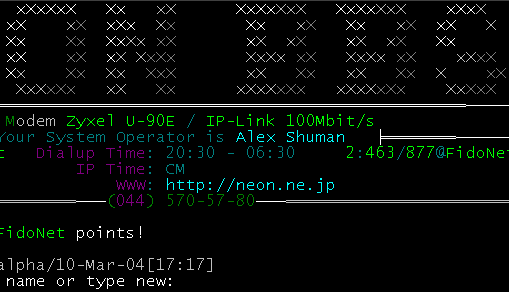 Modem Zyxel U-90E / IP-Link 100Mbit/s
Your System Operator is Alex Shuman
Dialup Time: 20:30 - 06:30 2:463/877@FidoNet
IP Time: CM
WWW: http://neon.ne.jp
(044) 570-57-80
FidoNet points!
alpha/10-Mar-04[17:17]
name or type new: